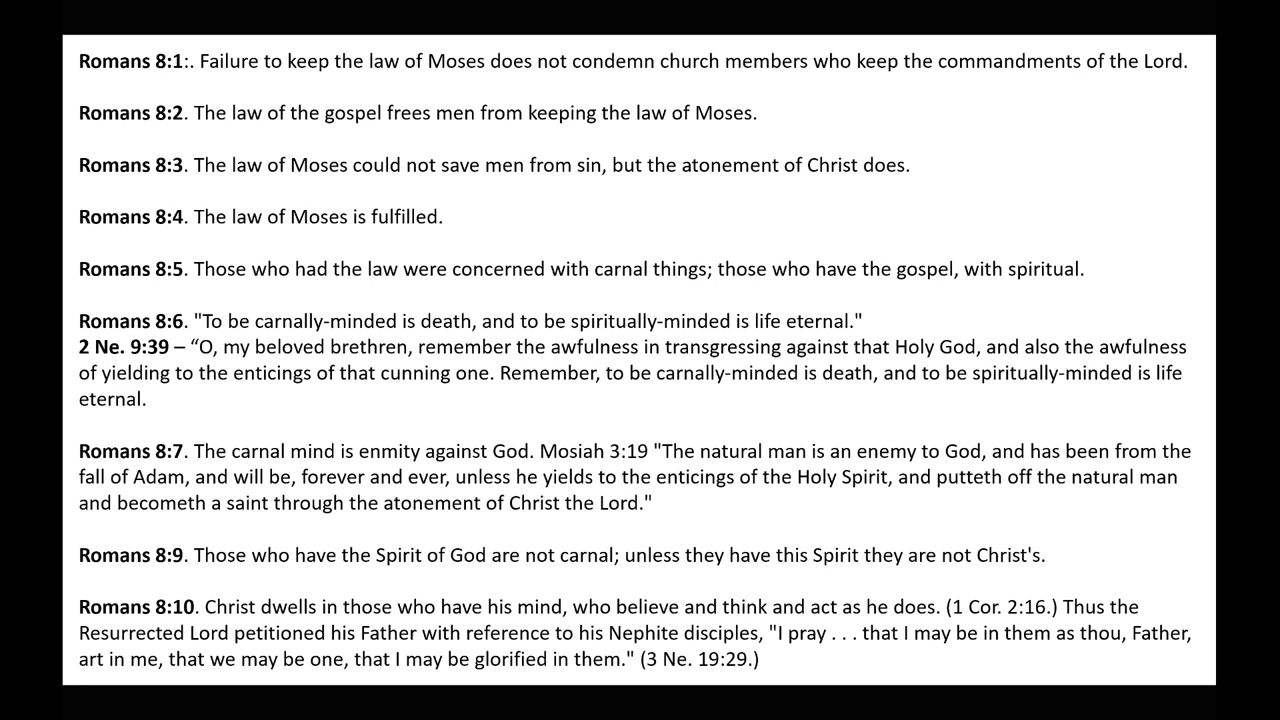 Romans 8:1:. Failure to keep the law of Moses does not condemn church members who keep the commandments of the Lord.
Romans 8:2. The law of the gospel frees men from keeping the law of Moses.
Romans 8:3. The law of Moses could not save men from sin, but the atonement of Christ does.
Romans 8:4. The law of Moses is fulfilled.
Romans 8:5. Those who had the law were concerned with carnal things; those who have the gospel, with spiritual.
Romans 8:6. "To be carnally-minded is death, and to be spiritually-minded is life eternal."
2 Ne. 9:39 – “O, my beloved brethren, remember the awfulness in transgressing against that Holy God, and also the awfulness
of yielding to the enticings of that cunning one. Remember, to be carnally-minded is death, and to be spiritually-minded is life
eternal.
Romans 8:7. The carnal mind is enmity against God. Mosiah 3:19 "The natural man is an enemy to God, and has been from the
fall of Adam, and will be, forever and ever, unless he yields to the enticings of the Holy Spirit, and putteth off the natural man
and becometh a saint through the atonement of Christ the Lord."
Romans 8:9. Those who have the Spirit of God are not carnal; unless they have this Spirit they are not Christ's.
Romans 8:10. Christ dwells in those who have his mind, who believe and think and act as he does. (1 Cor. 2:16.) Thus the
Resurrected Lord petitioned his Father with reference to his Nephite disciples, "I pray . . . that I may be in them as thou, Father,
art in me, that we may be one, that I may be glorified in them." (3 Ne. 19:29.)